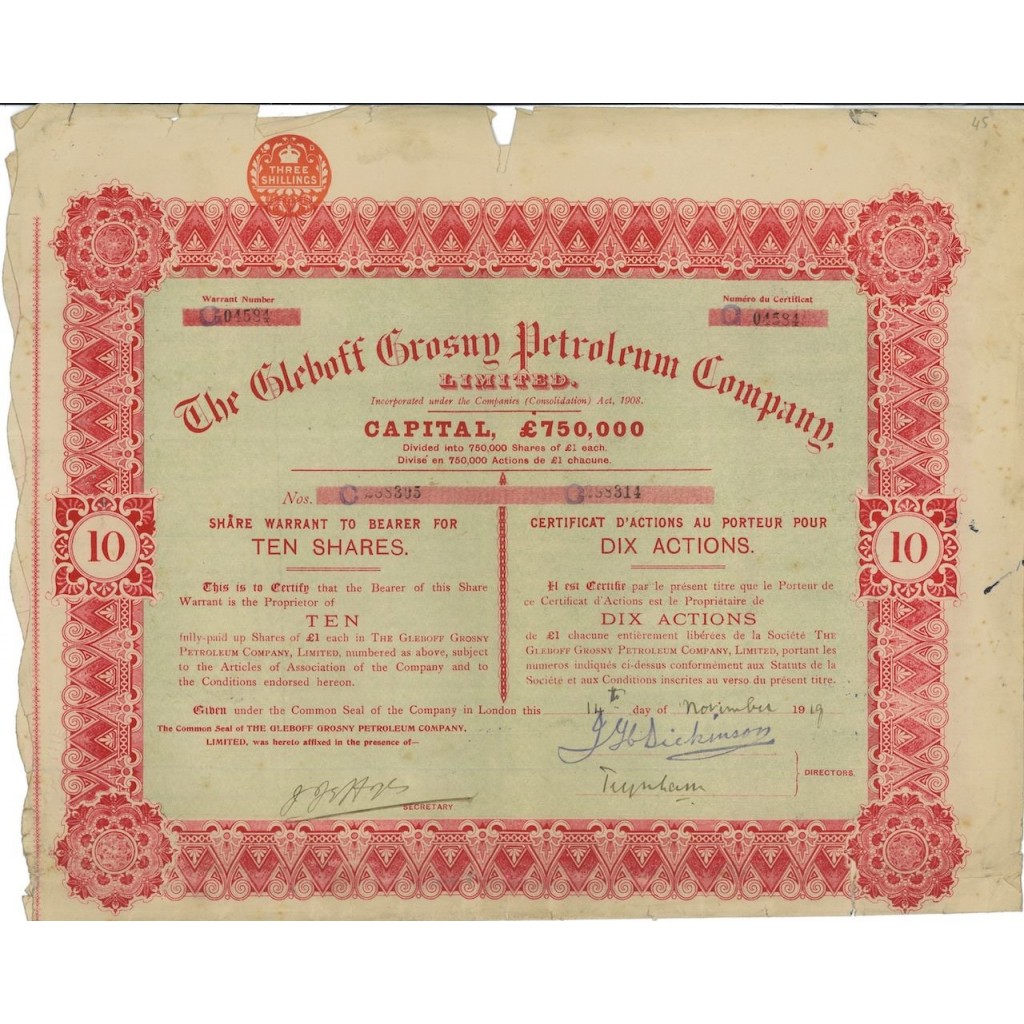 45
THREE
SHILLINGS
Warrant Number
Numéro du Certificat
G 04584
G 04584
The Gleboff Grosny Petroleum Company,
LIMITED.
Incorporated under the Companies (Consolidation) Act, 1908.
CAPITAL, £750,000
Divided into 750,000 Shares of £1 each.
Divisé en 750,000 Actions de £1 chacune.
Nos. G 288305 G 288314
SHARE WARRANT TO BEARER FOR
TEN SHARES.
10
This is to Certify that the Bearer of this Share
Warrant is the Proprietor of
TEN
fully-paid up Shares of £1 each in THE GLEBOFF GROSNY
PETROLEUM COMPANY, LIMITED, numbered as above, subject
to the Articles of Association of the Company and to
the Conditions endorsed hereon.
CERTIFICAT D'ACTIONS AU PORTEUR POUR
DIX ACTIONS.
10
Il est Certifié par le présent titre que le Porteur de
ce Certificat d'Actions est le Propriétaire de
DIX ACTIONS
de £1 chacune entièrement libérées de la Société THE
GLEBOFF GROSNY PETROLEUM COMPANY, LIMITED, portant les
numeros indiqués ci-dessus conformément aux Statuts de la
Société et aux Conditions inscrites au verso du présent titre.
Given under the Common Seal of the Company in London this 14th day of November 1919
The Common Seal of THE GLEBOFF GROSNY PETROLEUM COMPANY,
LIMITED, was hereto affixed in the presence of—
Dickinson
Teynham
DIRECTORS.
SECRETARY